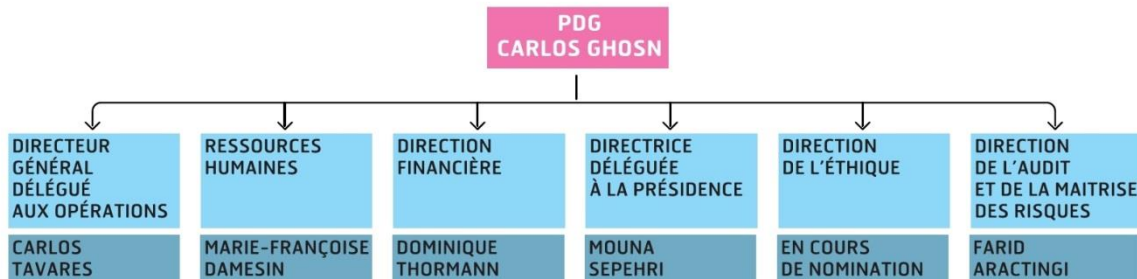 PDG
CARLOS GHOSN
DIRECTEUR
GÉNÉRAL
DÉLÉGUÉ
AUX OPÉRATIONS
CARLOS
TAVARES
RESSOURCES
HUMAINES
MARIE-FRANÇOISE
DAMESIN
DIRECTION
FINANCIÈRE
DOMINIQUE
THORMANN
DIRECTRICE
DÉLÉGUÉE
À LA PRÉSIDENCE
MOUNA
SEPEHRI
DIRECTION
DE L'ÉTHIQUE
EN COURS
DE NOMINATION
DIRECTION
DE L'AUDIT
ET DE LA MAITRISE
DES RISQUES
FARID
ARACTINGI